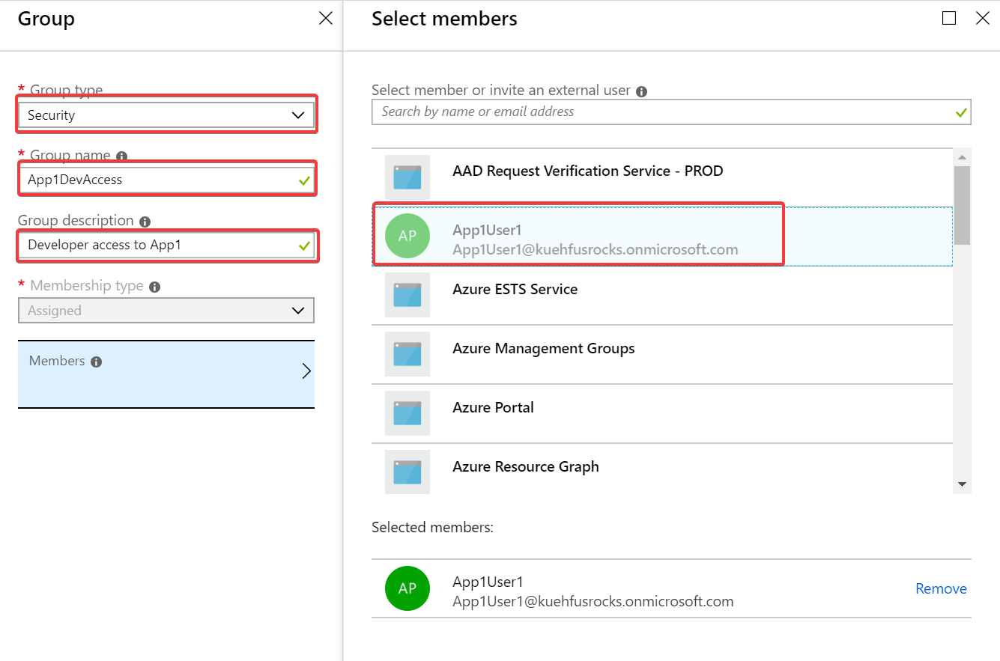 Group
* Group type
Security
* Group name
App1DevAccess
Group description
Developer access to App1
* Membership type
Assigned
Members
Select members
Select member or invite an external user
Search by name or email address
AAD Request Verification Service - PROD
AP
App1User1
App1User1@kuehfusrocks.onmicrosoft.com
Azure ESTS Service
Azure Management Groups
Azure Portal
Azure Resource Graph
Selected members:
AP
App1User1
App1User1@kuehfusrocks.onmicrosoft.com
Remove